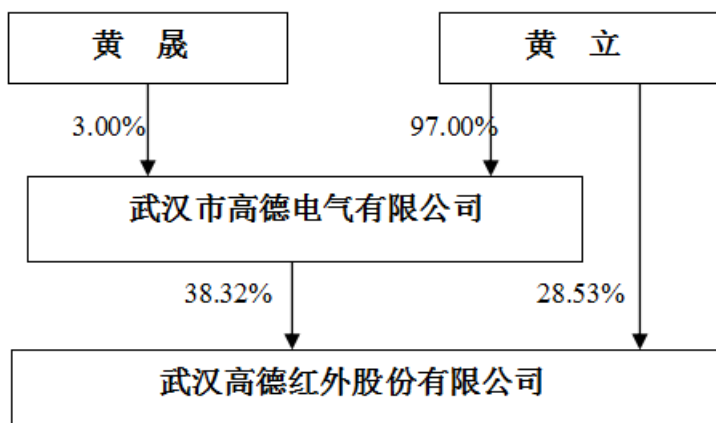 黄 晟
黄 立
3.00%
97.00%
武汉市高德电气有限公司
38.32%
28.53%
武汉高德红外股份有限公司